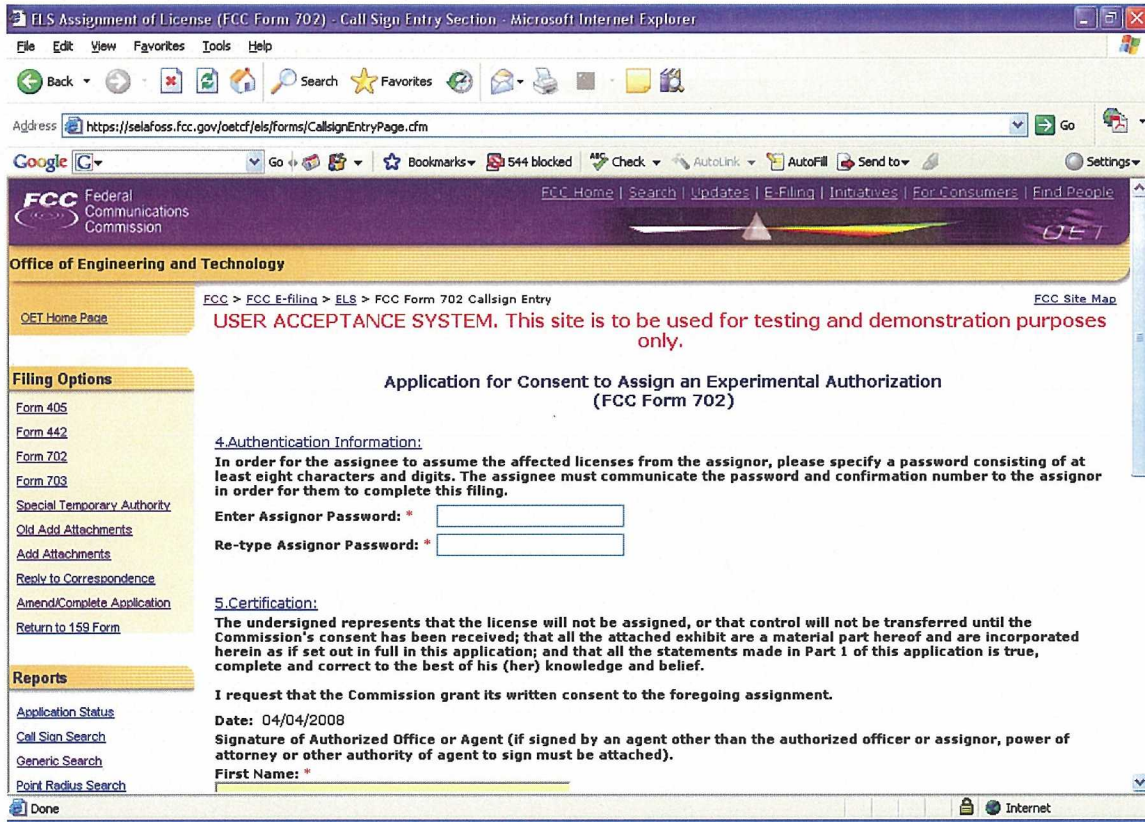 ELS Assignment of License (FCC Form 702) - Call Sign Entry Section - Microsoft Internet Explorer
File Edit View Favorites Tools Help
Back Search Favorites
Address https://selafoss.fcc.gov/oetcf/els/forms/CallsignEntryPage.cfm Go
Google G Go Bookmarks 544 blocked ABC Check AutoLink AutoFill Send to Settings
FCC Federal Communications Commission
FCC Home | Search | Updates | E-Filing | Initiatives | For Consumers | Find People
OET
Office of Engineering and Technology
FCC > FCC E-filing > ELS > FCC Form 702 Callsign Entry
FCC Site Map
OET Home Page
USER ACCEPTANCE SYSTEM. This site is to be used for testing and demonstration purposes
only.
Filing Options
Form 405
Form 442
Form 702
Form 703
Special Temporary Authority
Old Add Attachments
Add Attachments
Reply to Correspondence
Amend/Complete Application
Return to 159 Form
Reports
Application Status
Call Sign Search
Generic Search
Point Radius Search
Application for Consent to Assign an Experimental Authorization
(FCC Form 702)
4.Authentication Information:
In order for the assignee to assume the affected licenses from the assignor, please specify a password consisting of at
least eight characters and digits. The assignee must communicate the password and confirmation number to the assignor
in order for them to complete this filing.
Enter Assignor Password: *
Re-type Assignor Password: *
5.Certification:
The undersigned represents that the license will not be assigned, or that control will not be transferred until the
Commission's consent has been received; that all the attached exhibit are a material part hereof and are incorporated
herein as if set out in full in this application; and that all the statements made in Part 1 of this application is true,
complete and correct to the best of his (her) knowledge and belief.
I request that the Commission grant its written consent to the foregoing assignment.
Date: 04/04/2008
Signature of Authorized Office or Agent (if signed by an agent other than the authorized officer or assignor, power of
attorney or other authority of agent to sign must be attached).
First Name: *
Done
Internet